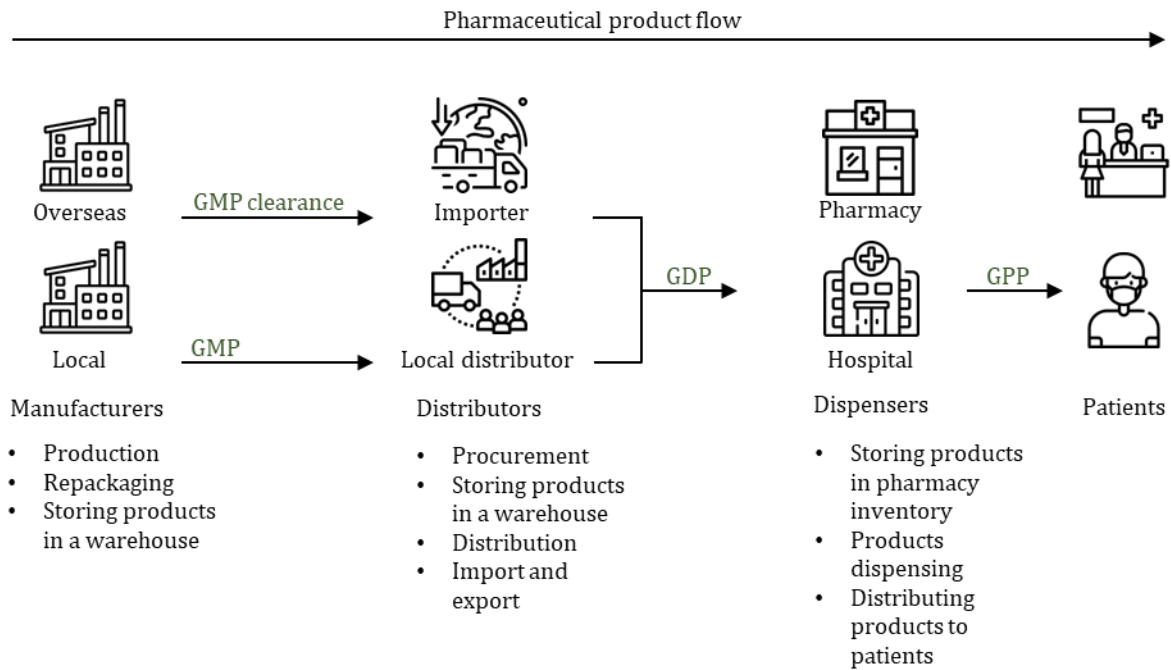 Pharmaceutical product flow
Overseas
GMP clearance
Importer
Pharmacy
Local
GMP
Local distributor
GDP
Hospital
GPP
Manufacturers
• Production
• Repackaging
• Storing products
in a warehouse
Distributors
• Procurement
• Storing products
in a warehouse
• Distribution
• Import and
export
Dispensers
• Storing products
in pharmacy
inventory
• Products
dispensing
• Distributing
products to
patients
Patients